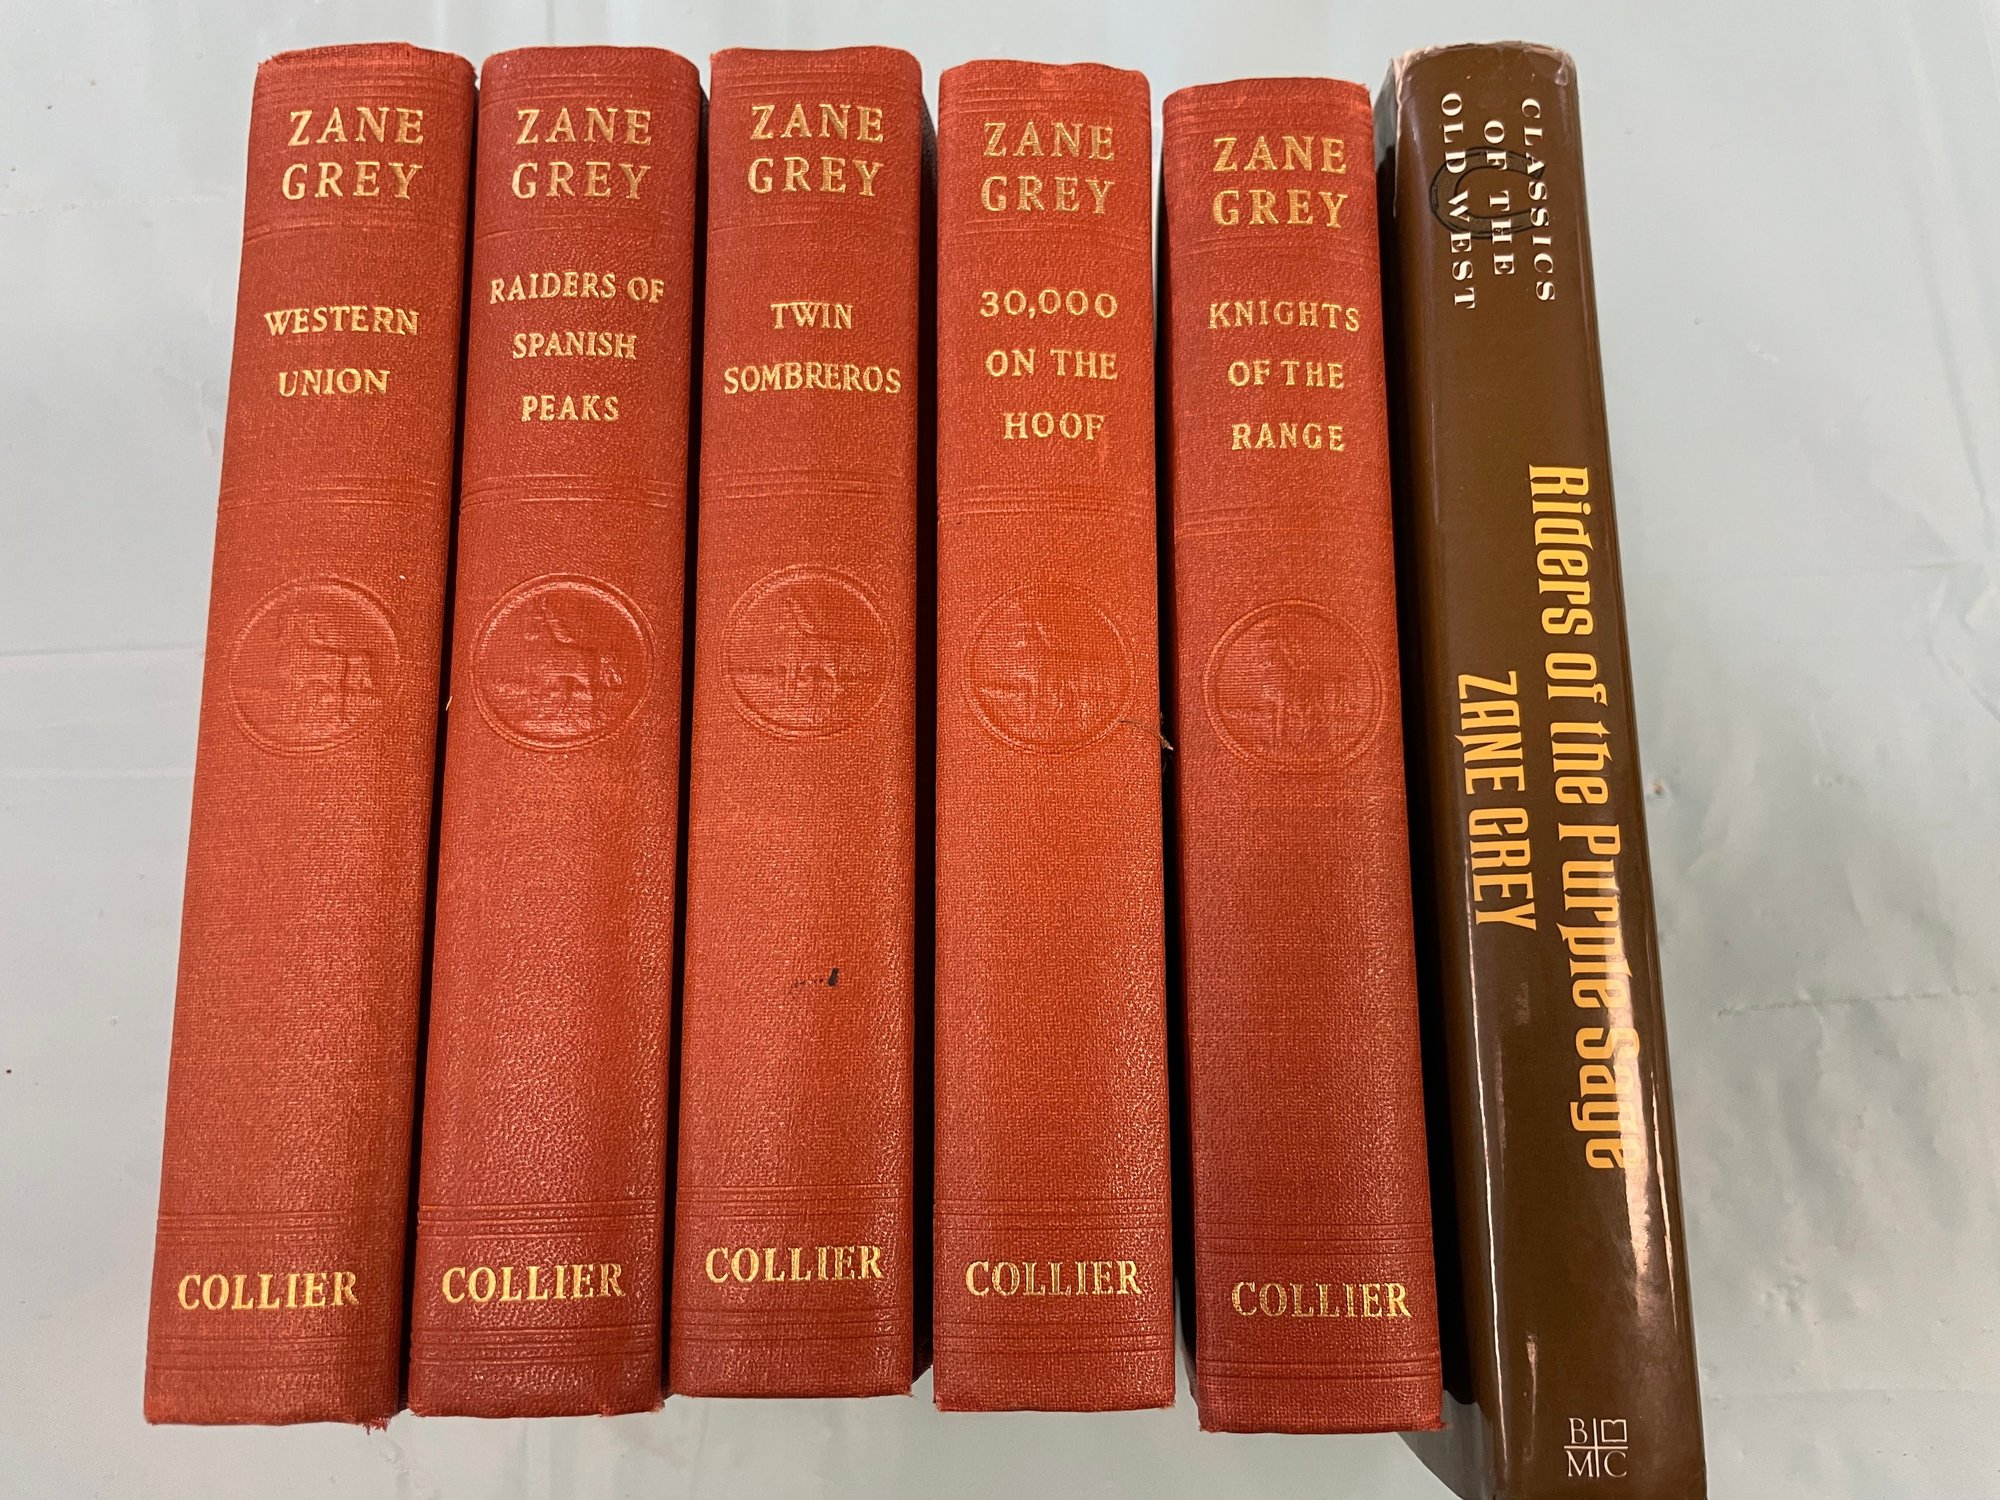 ZANE
GREY
WESTERN
UNION
COLLIER
ZANE
GREY
RAIDERS OF
SPANISH
PEAKS
COLLIER
ZANE
GREY
TWIN
SOMBREROS
COLLIER
ZANE
GREY
30,000
ON THE
HOOF
COLLIER
ZANE
GREY
KNIGHTS
OF THE
RANGE
COLLIER
CLASSICS
OF THE
OLD WEST
Riders of the Purple Sage
ZANE GREY
B
M C